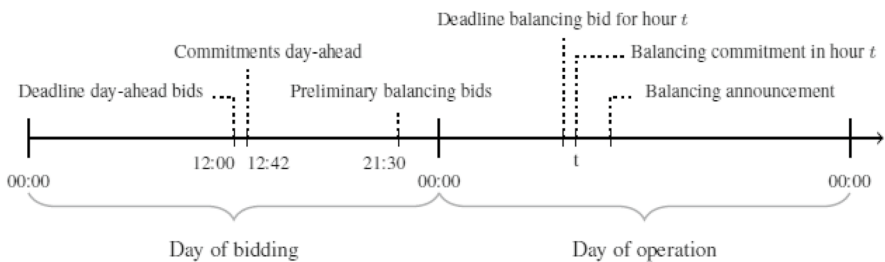 Deadline balancing bid for hour t
Commitments day-ahead
Balancing commitment in hour t
Deadline day-ahead bids
Preliminary balancing bids
Balancing announcement
12:00 12:42 21:30 t
00:00 00:00 00:00
Day of bidding Day of operation